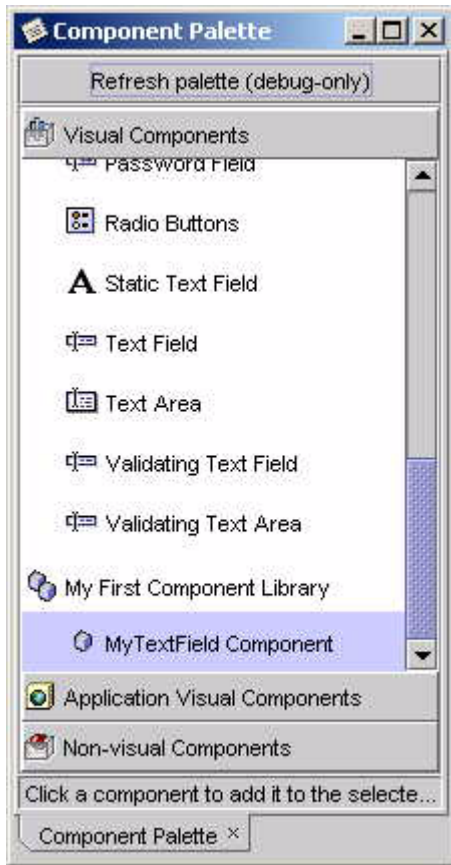 Component Palette
Refresh palette (debug-only)
Visual Components
Password Field
Radio Buttons
A Static Text Field
Text Field
Text Area
Validating Text Field
Validating Text Area
My First Component Library
MyTextField Component
Application Visual Components
Non-visual Components
Click a component to add it to the selecte...
Component Palette ×